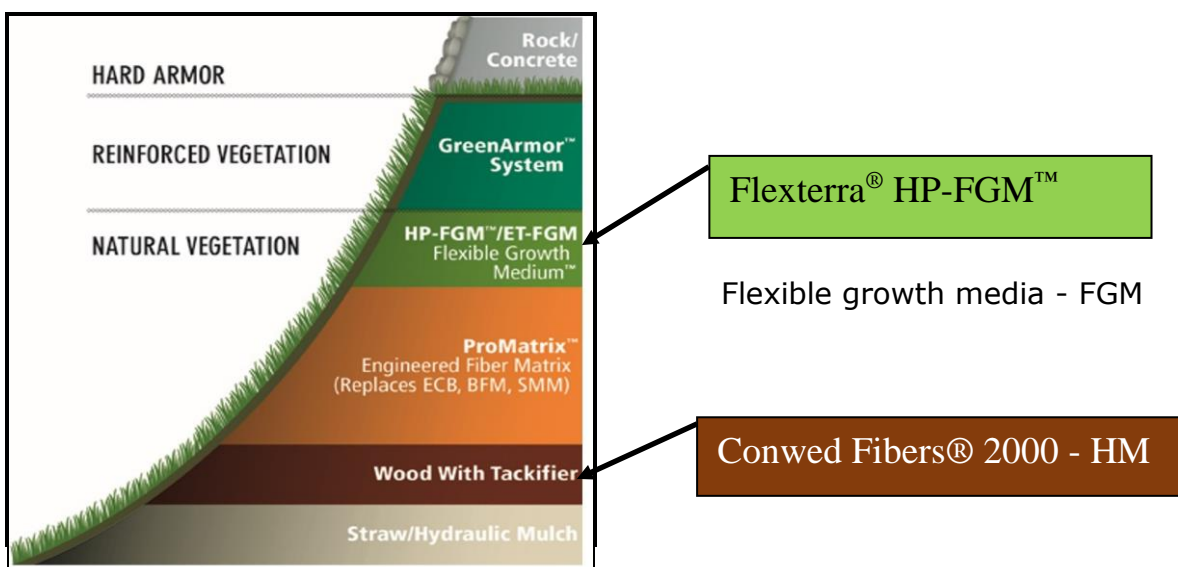 Rock/
Concrete
HARD ARMOR
REINFORCED VEGETATION
GreenArmor™
System
NATURAL VEGETATION
HP-FGM™/ET-FGM
Flexible Growth
Medium™
ProMatrix™
Engineered Fiber Matrix
(Replaces ECB, BFM, SMM)
Wood With Tackifier
Straw/Hydraulic Mulch
Flexterra® HP-FGM™
Flexible growth media - FGM
Conwed Fibers® 2000 - HM